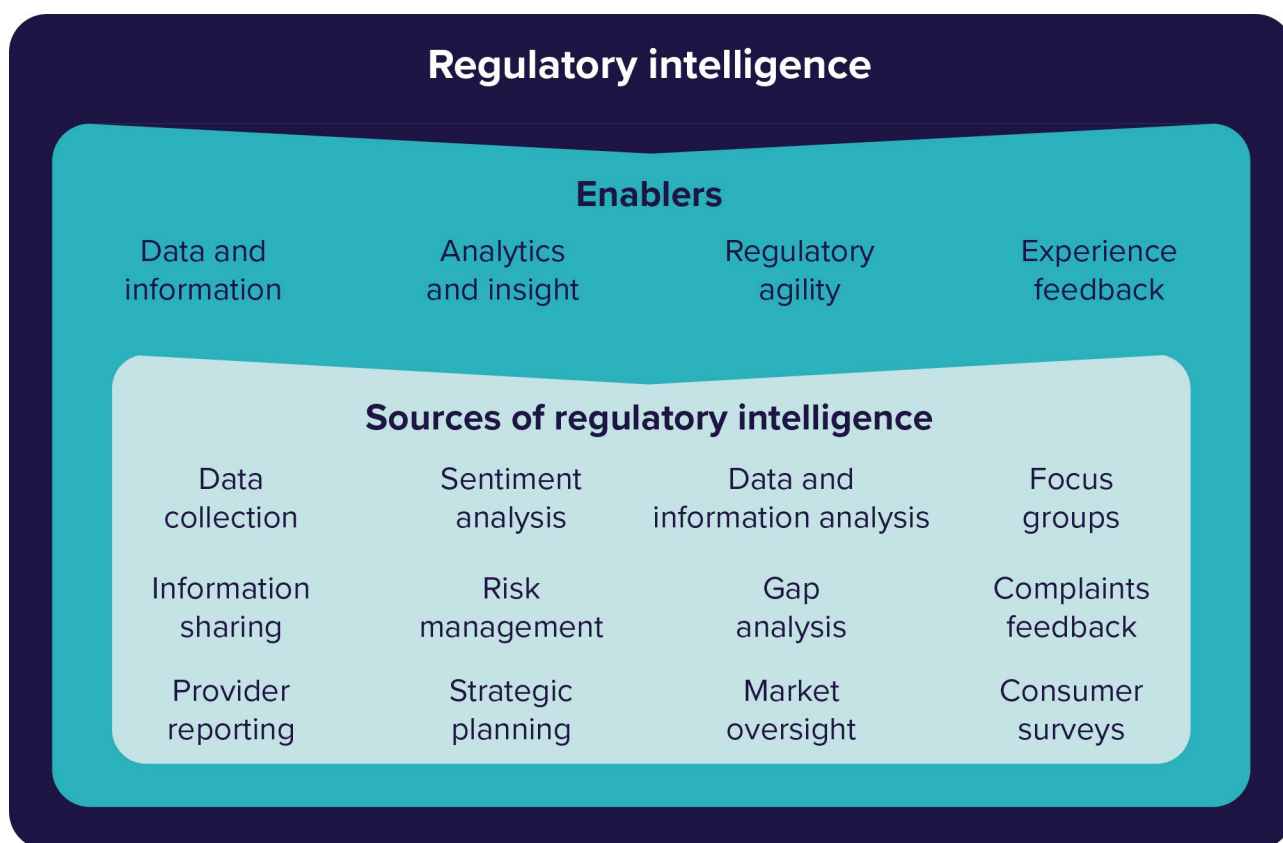 Regulatory intelligence
Enablers
Data and
information
Analytics
and insight
Regulatory
agility
Experience
feedback
Sources of regulatory intelligence
Data
collection
Sentiment
analysis
Data and
information analysis
Focus
groups
Information
sharing
Risk
management
Gap
analysis
Complaints
feedback
Provider
reporting
Strategic
planning
Market
oversight
Consumer
surveys